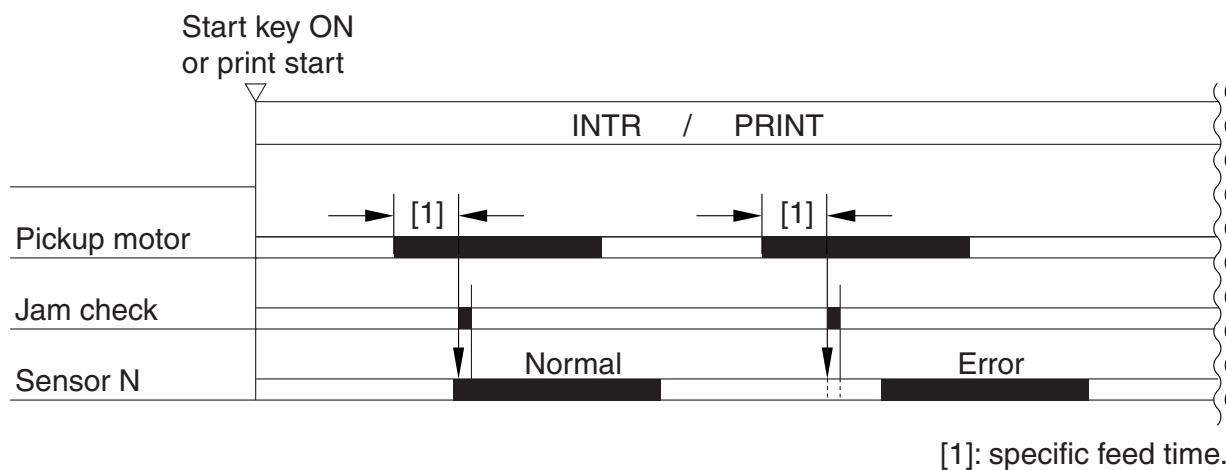 Start key ON
or print start
INTR / PRINT
[1] [1]
Pickup motor
Jam check
Normal Error
Sensor N
[1]: specific feed time.